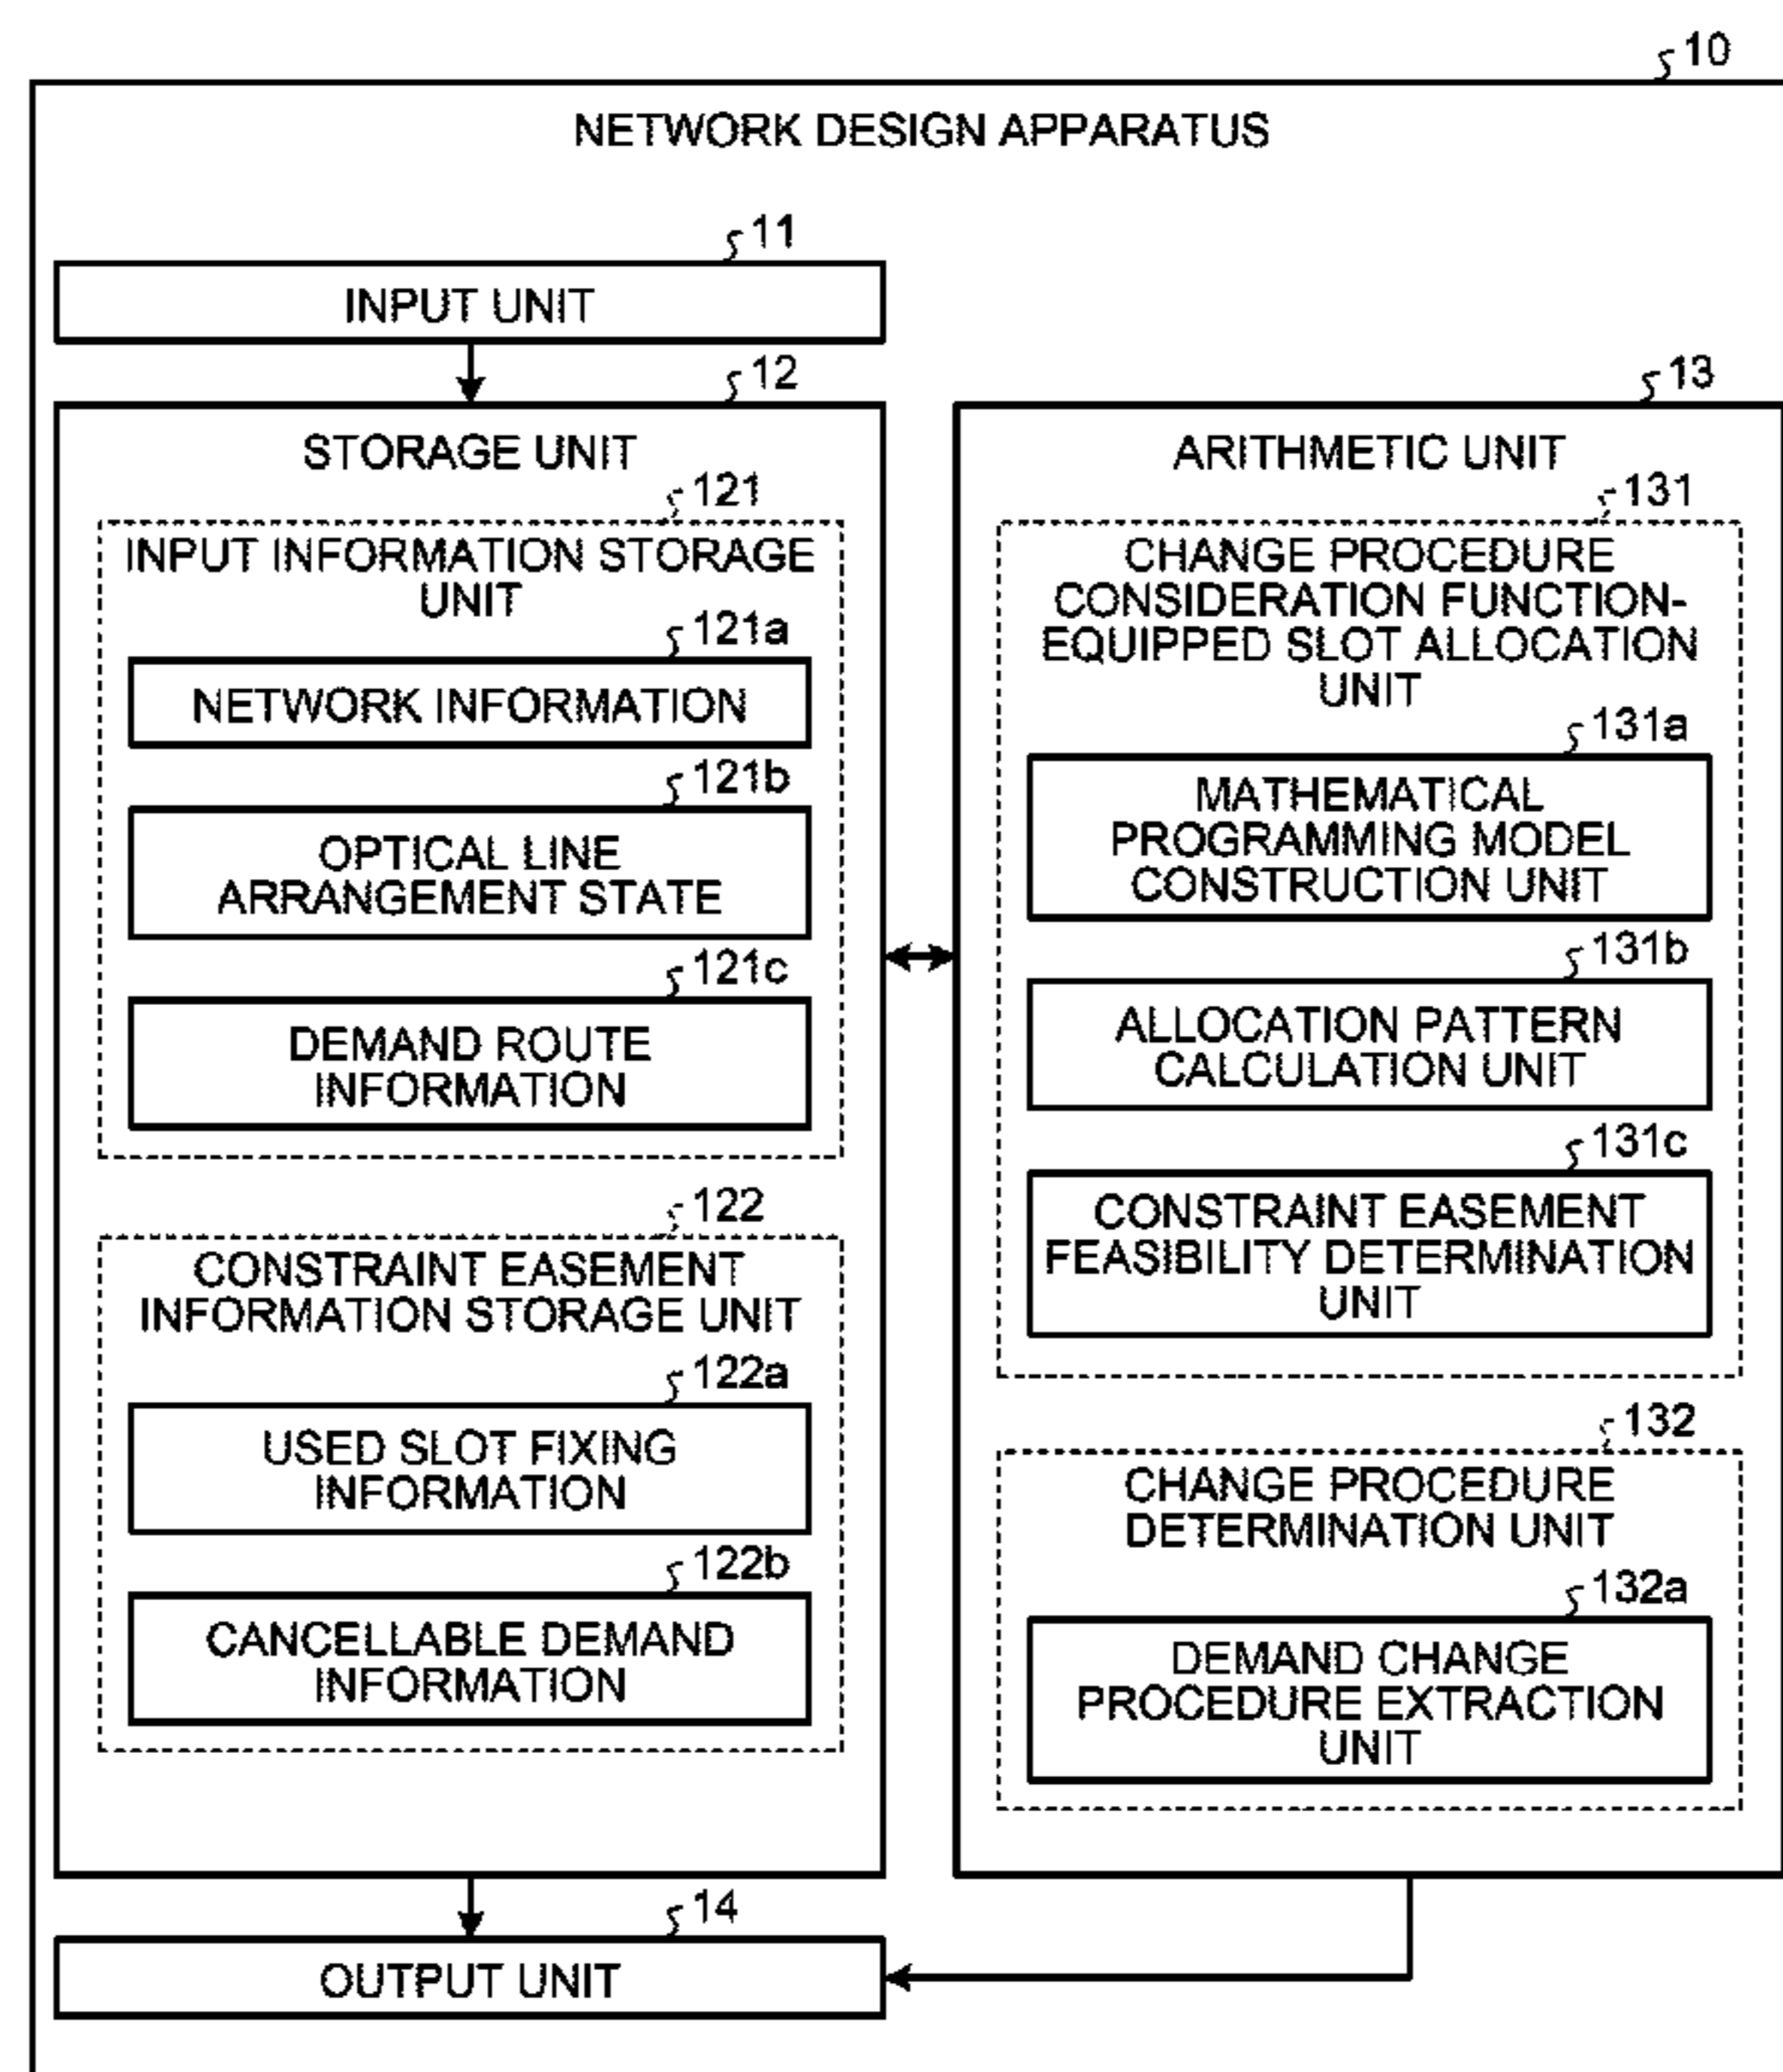 10
NETWORK DESIGN APPARATUS
11
INPUT UNIT
12
STORAGE UNIT
121
INPUT INFORMATION STORAGE
UNIT
121a
NETWORK INFORMATION
121b
OPTICAL LINE
ARRANGEMENT STATE
121c
DEMAND ROUTE
INFORMATION
122
CONSTRAINT EASEMENT
INFORMATION STORAGE UNIT
122a
USED SLOT FIXING
INFORMATION
122b
CANCELLABLE DEMAND
INFORMATION
13
ARITHMETIC UNIT
131
CHANGE PROCEDURE
CONSIDERATION FUNCTION-
EQUIPPED SLOT ALLOCATION
UNIT
131a
MATHEMATICAL
PROGRAMMING MODEL
CONSTRUCTION UNIT
131b
ALLOCATION PATTERN
CALCULATION UNIT
131c
CONSTRAINT EASEMENT
FEASIBILITY DETERMINATION
UNIT
132
CHANGE PROCEDURE
DETERMINATION UNIT
132a
DEMAND CHANGE
PROCEDURE EXTRACTION
UNIT
14
OUTPUT UNIT